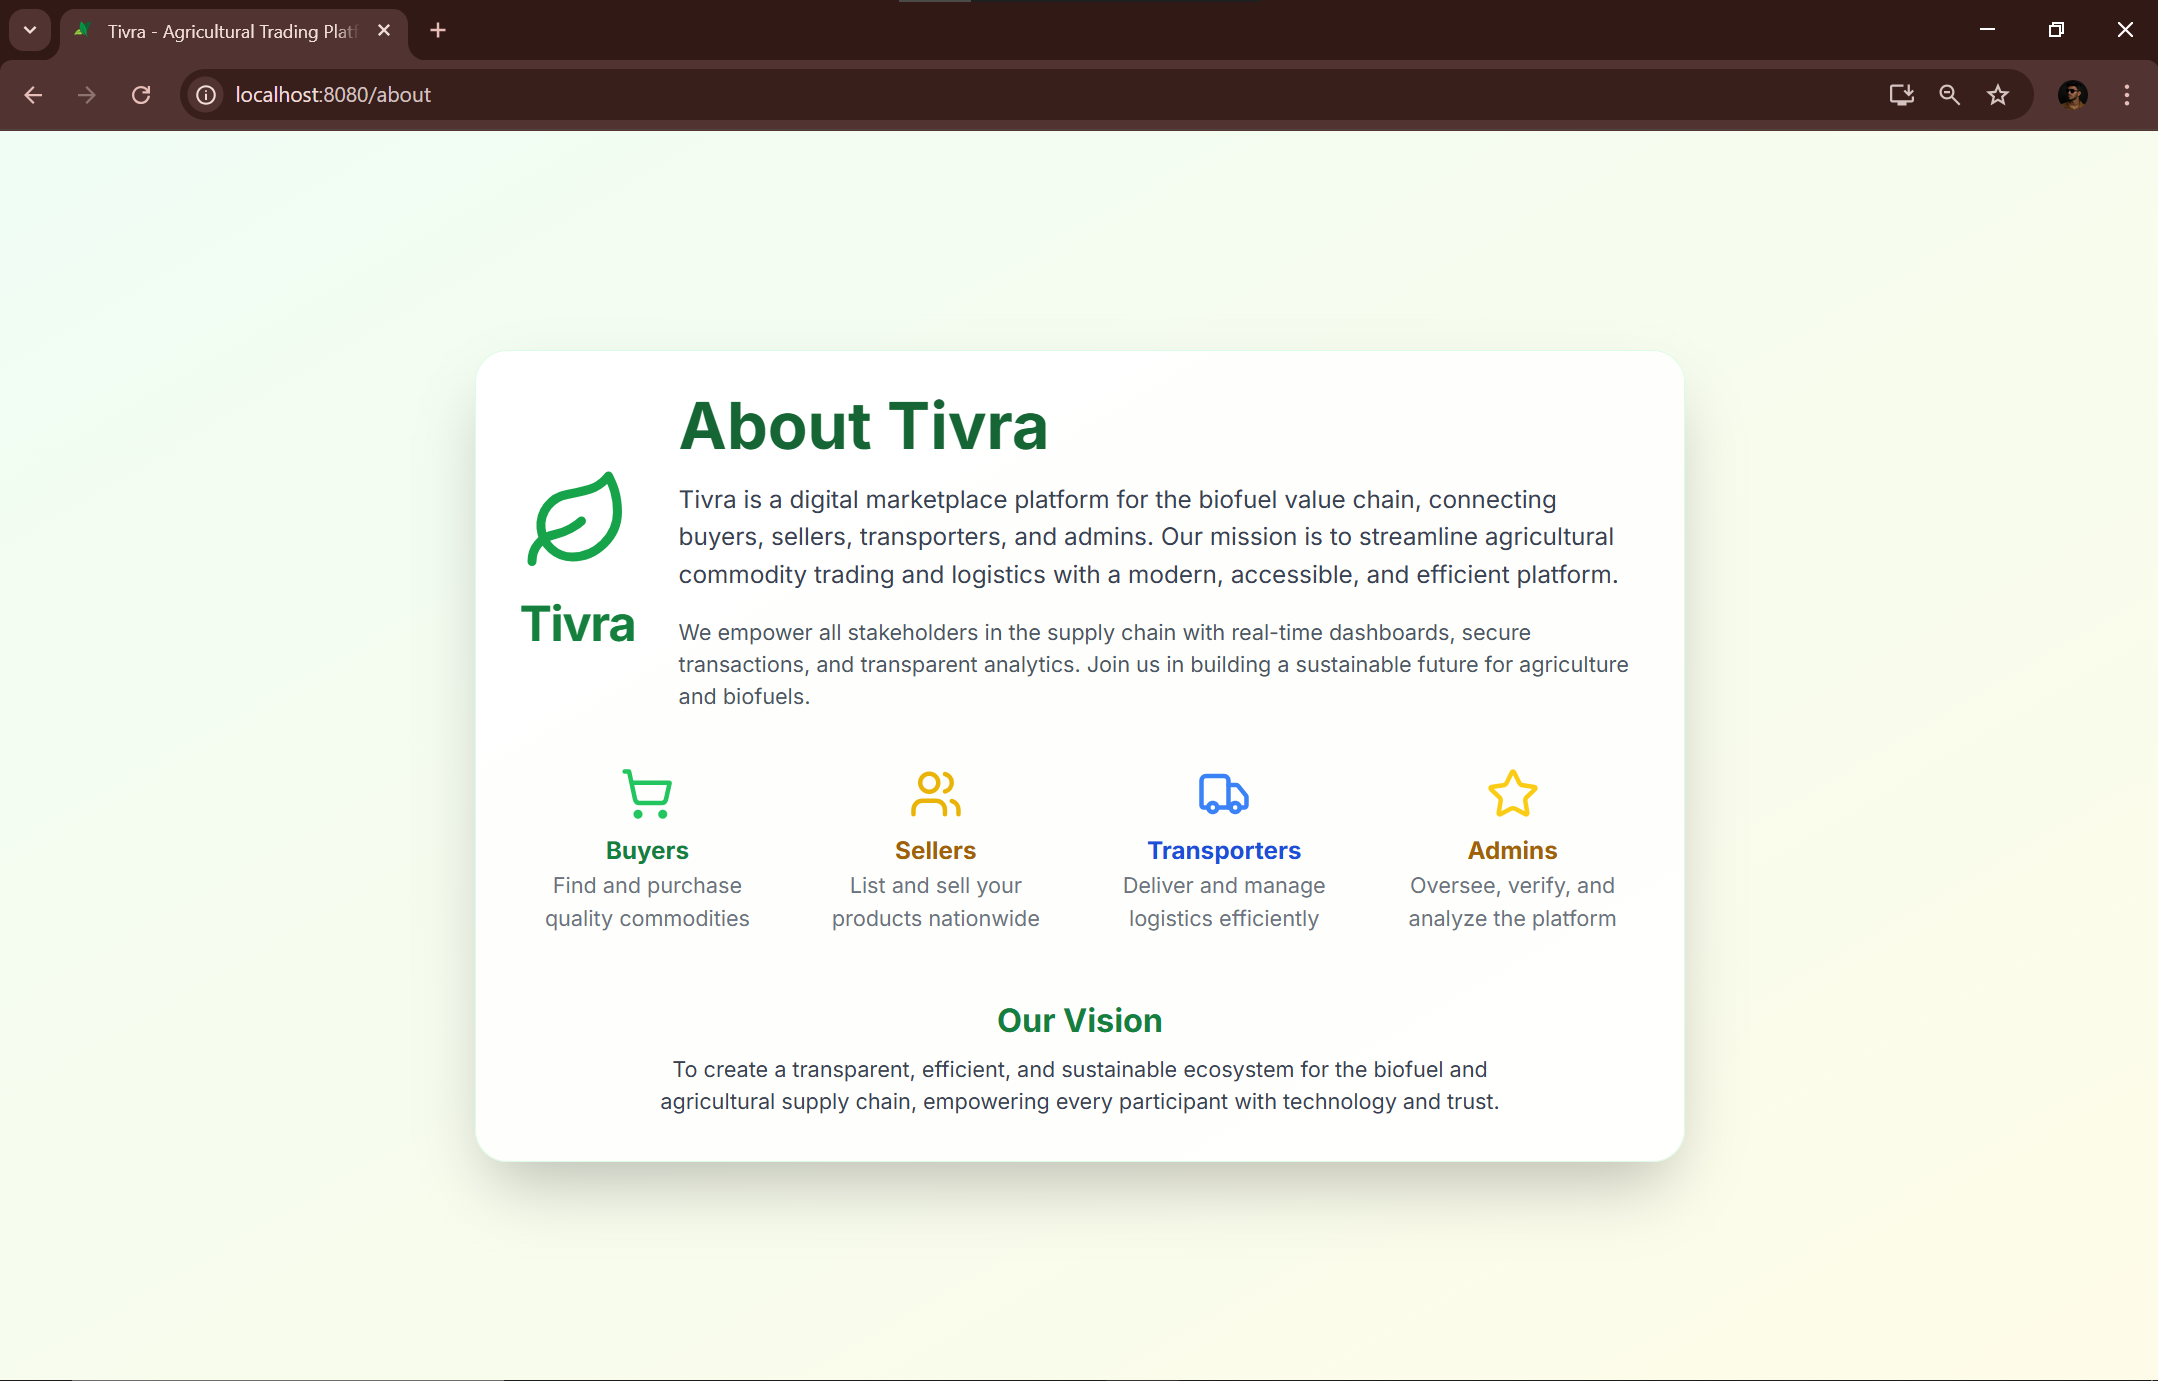 Tivra - Agricultural Trading Platf
localhost:8080/about
About Tivra
Tivra is a digital marketplace platform for the biofuel value chain, connecting
buyers, sellers, transporters, and admins. Our mission is to streamline agricultural
commodity trading and logistics with a modern, accessible, and efficient platform.
Tivra
We empower all stakeholders in the supply chain with real-time dashboards, secure
transactions, and transparent analytics. Join us in building a sustainable future for agriculture
and biofuels.
Buyers
Find and purchase
quality commodities
Sellers
List and sell your
products nationwide
Transporters
Deliver and manage
logistics efficiently
Admins
Oversee, verify, and
analyze the platform
Our Vision
To create a transparent, efficient, and sustainable ecosystem for the biofuel and
agricultural supply chain, empowering every participant with technology and trust.